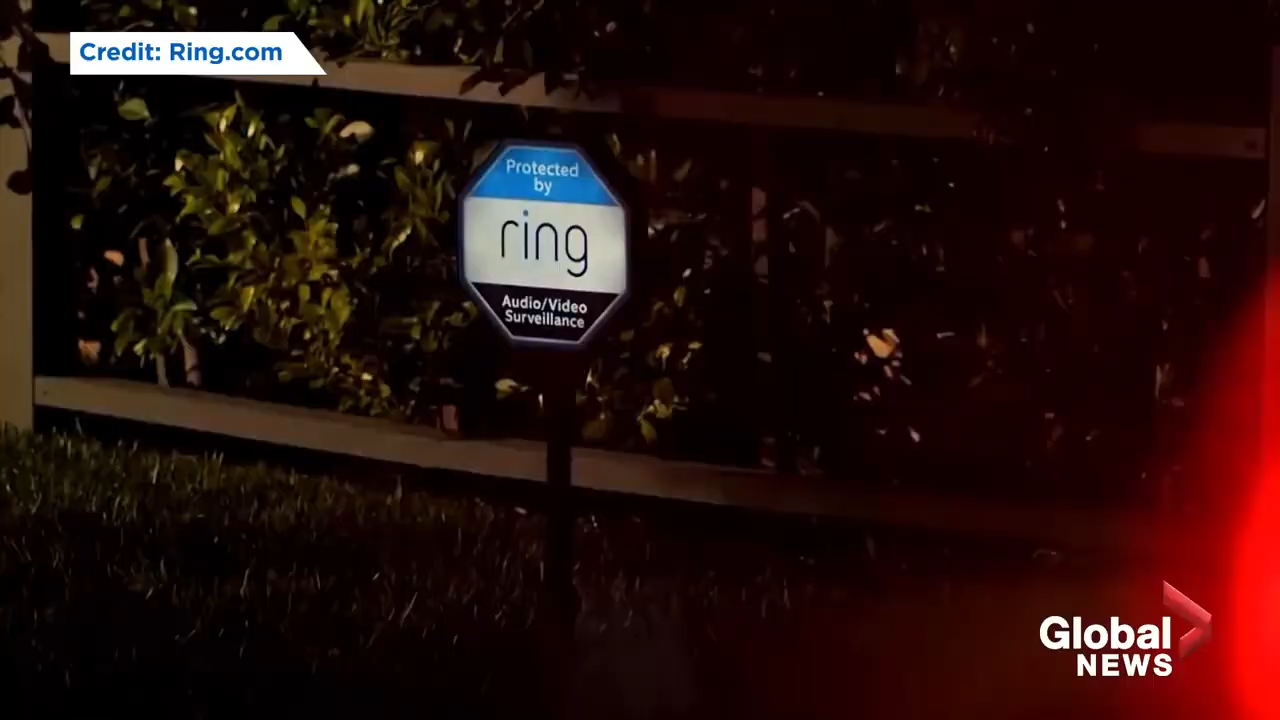 Credit: Ring.com
Protected
by
ring
Audio/Video
Surveillance
Global
NEWS